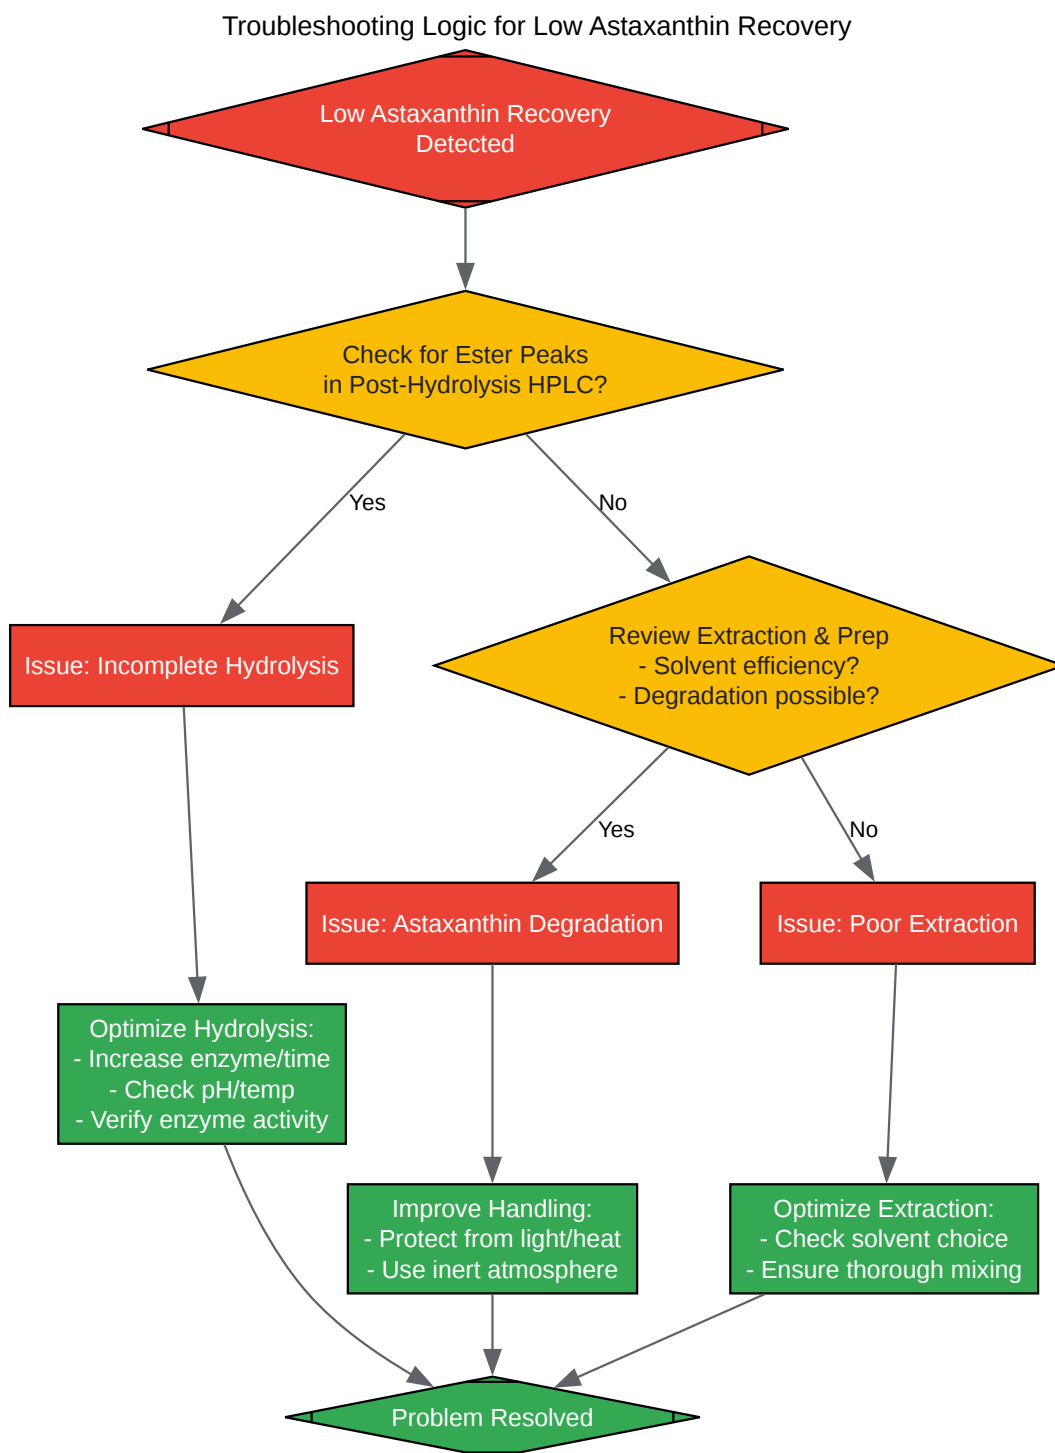 Troubleshooting Logic for Low Astaxanthin Recovery
Low Astaxanthin Recovery
Detected
Check for Ester Peaks
in Post-Hydrolysis HPLC?
Yes
No
Issue: Incomplete Hydrolysis
Review Extraction & Prep
- Solvent efficiency?
- Degradation possible?
Yes
No
Issue: Astaxanthin Degradation
Issue: Poor Extraction
Optimize Hydrolysis:
- Increase enzyme/time
- Check pH/temp
- Verify enzyme activity
Improve Handling:
- Protect from light/heat
- Use inert atmosphere
Optimize Extraction:
- Check solvent choice
- Ensure thorough mixing
Problem Resolved